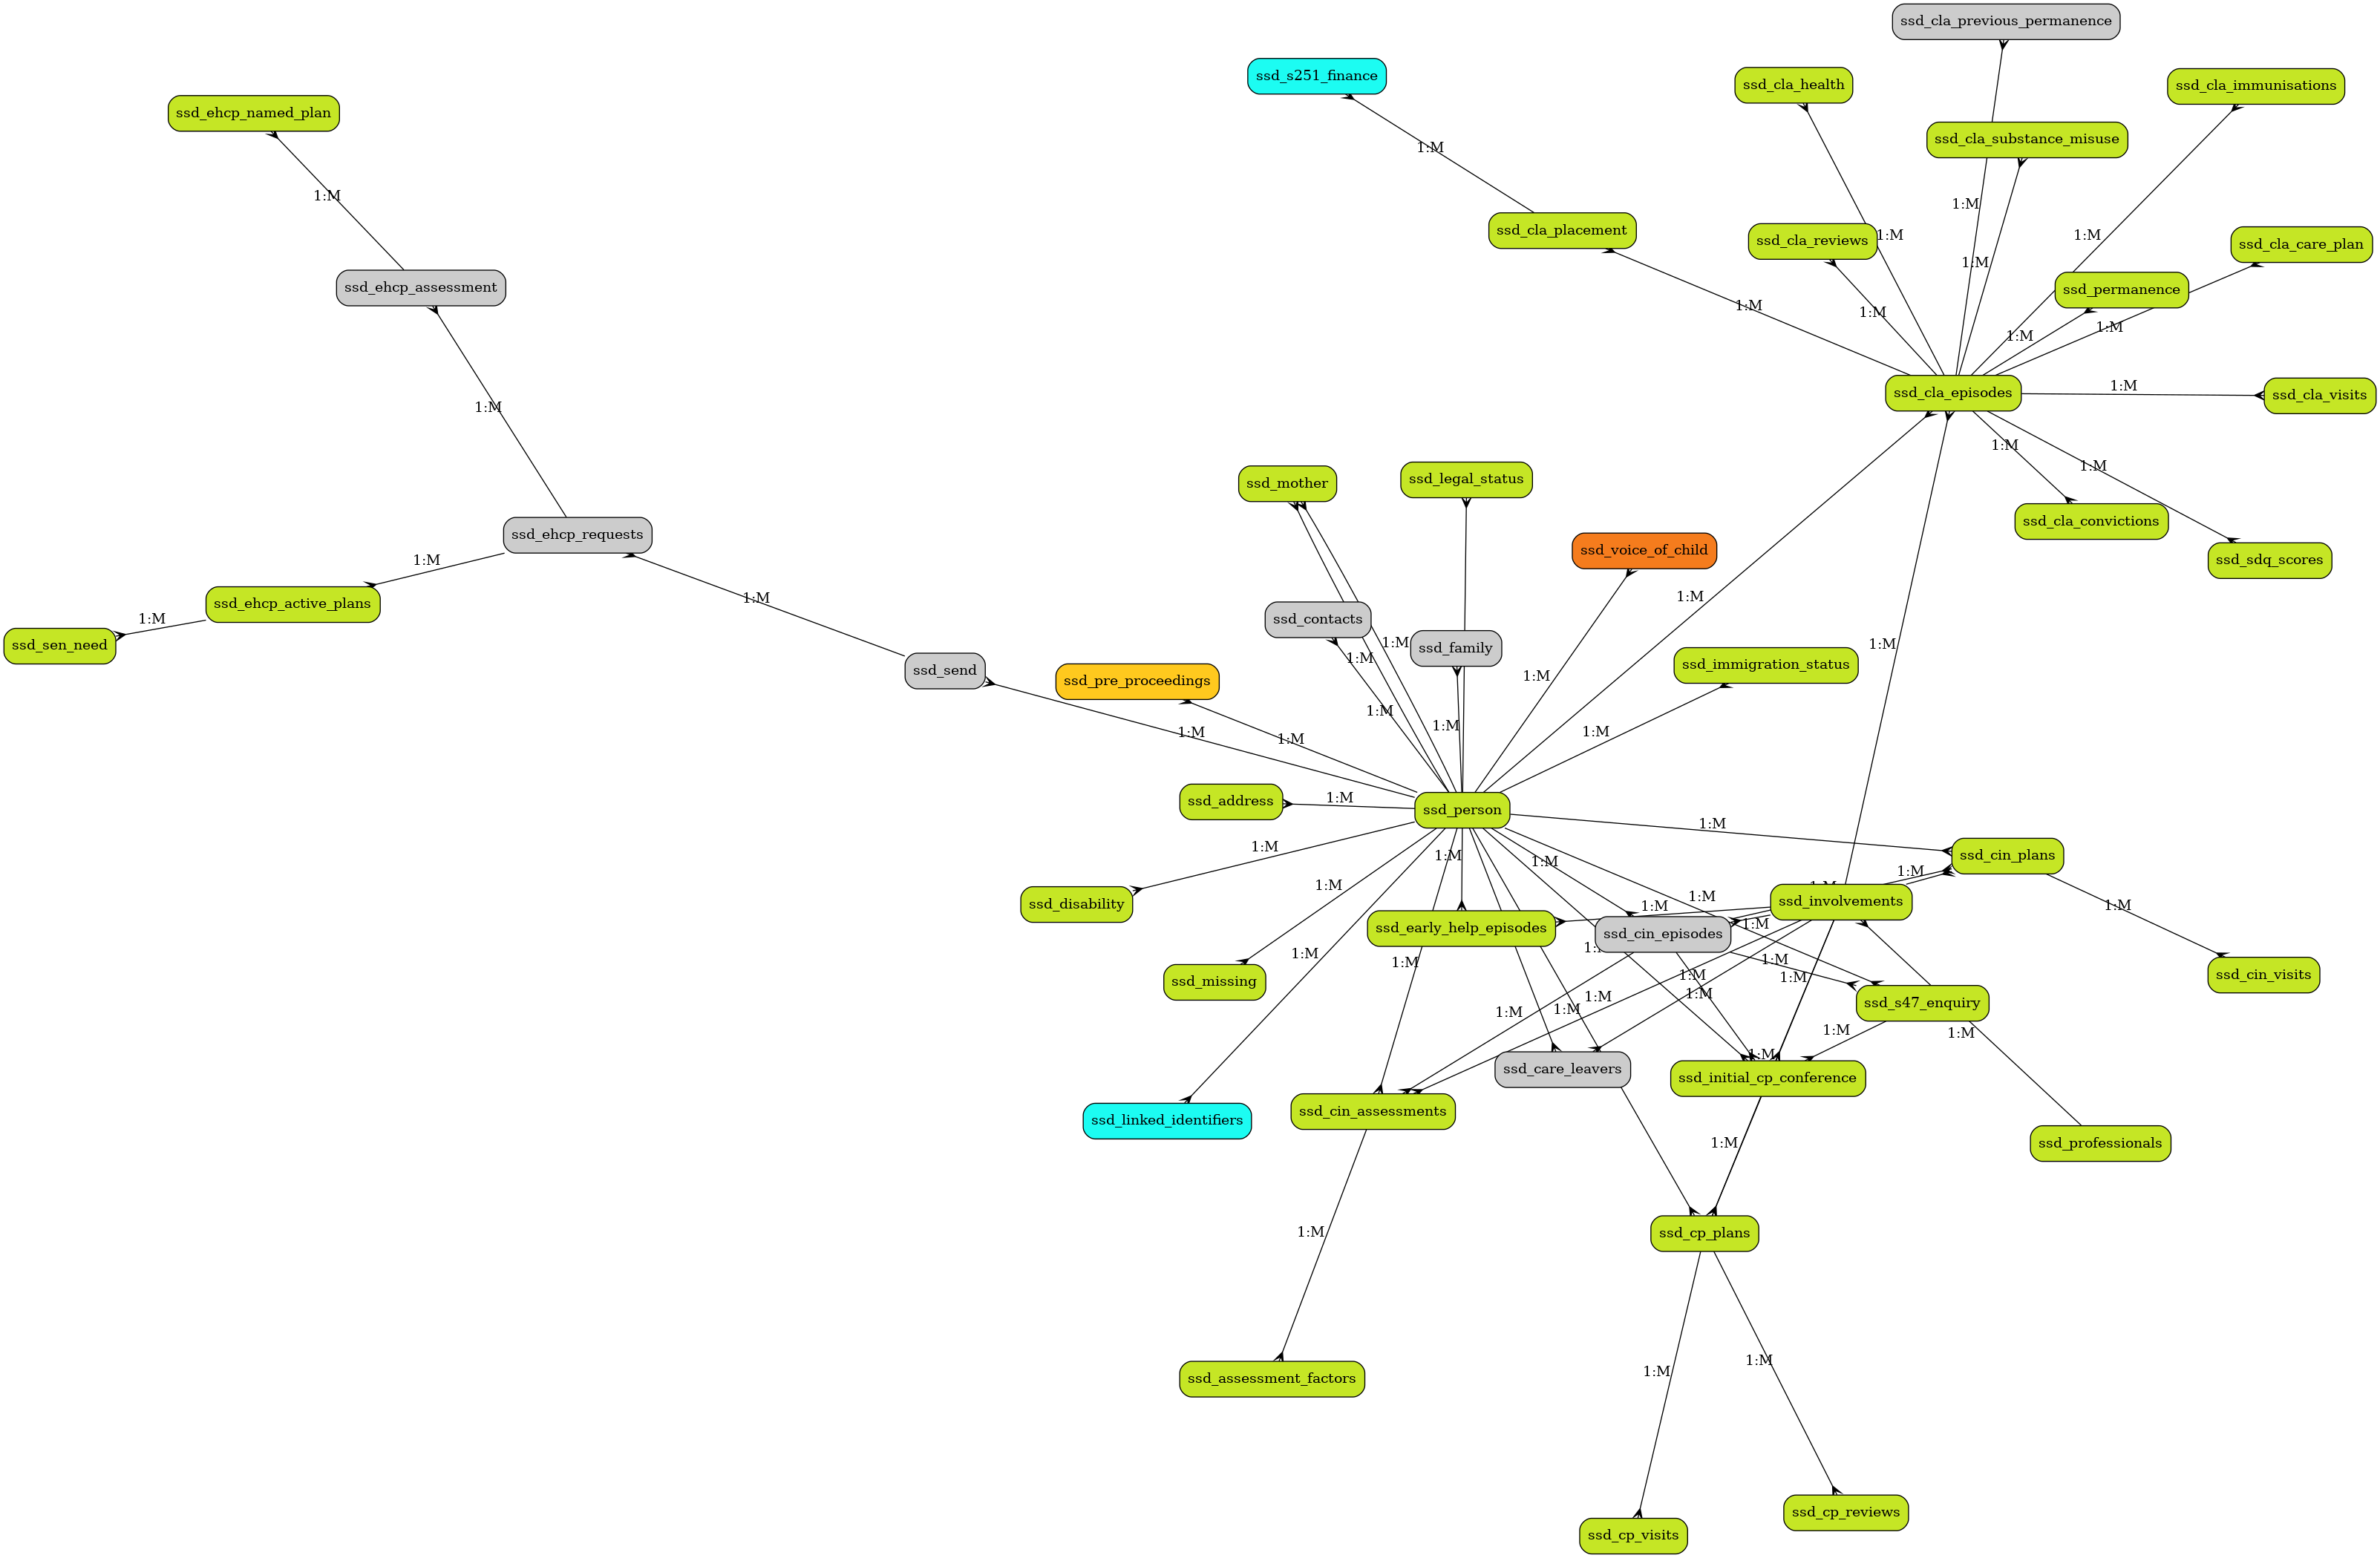 ssd_cla_previous_permanence
ssd_s251_finance
ssd_cla_health
ssd_cla_immunisations
ssd_ehcp_named_plan
ssd_cla_substance_misuse
1:M
1:M
1:M
ssd_cla_placement
ssd_cla_reviews
1:M
1:M
ssd_cla_care_plan
1:M
ssd_ehcp_assessment
ssd_permanence
1:M
1:M
1:M
1:M
1:M
ssd_cla_episodes
1:M
ssd_cla_visits
1:M
1:M
1:M
ssd_mother
ssd_legal_status
ssd_cla_convictions
ssd_ehcp_requests
ssd_voice_of_child
1:M
ssd_sdq_scores
ssd_ehcp_active_plans
1:M
1:M
1:M
ssd_contacts
ssd_sen_need
1:M
ssd_family
1:M
1:M
ssd_send
ssd_pre_proceedings
ssd_immigration_status
1:M
1:M
1:M
1:M
1:M
1:M
ssd_address
1:M
ssd_person
1:M
1:M
1:M
1:M
ssd_cin_plans
1:M
1:M
1:M
ssd_disability
1:M
ssd_involvements
1:M
1:M
ssd_early_help_episodes
1:M
ssd_cin_episodes
1:M
1:M
1:M
1:M
ssd_missing
1:M
1:M
ssd_cin_visits
1:M
1:M
1:M
1:M
ssd_s47_enquiry
1:M
1:M
1:M
ssd_care_leavers
ssd_initial_cp_conference
ssd_linked_identifiers
ssd_cin_assessments
1:M
ssd_professionals
1:M
ssd_cp_plans
1:M
1:M
ssd_assessment_factors
ssd_cp_reviews
ssd_cp_visits